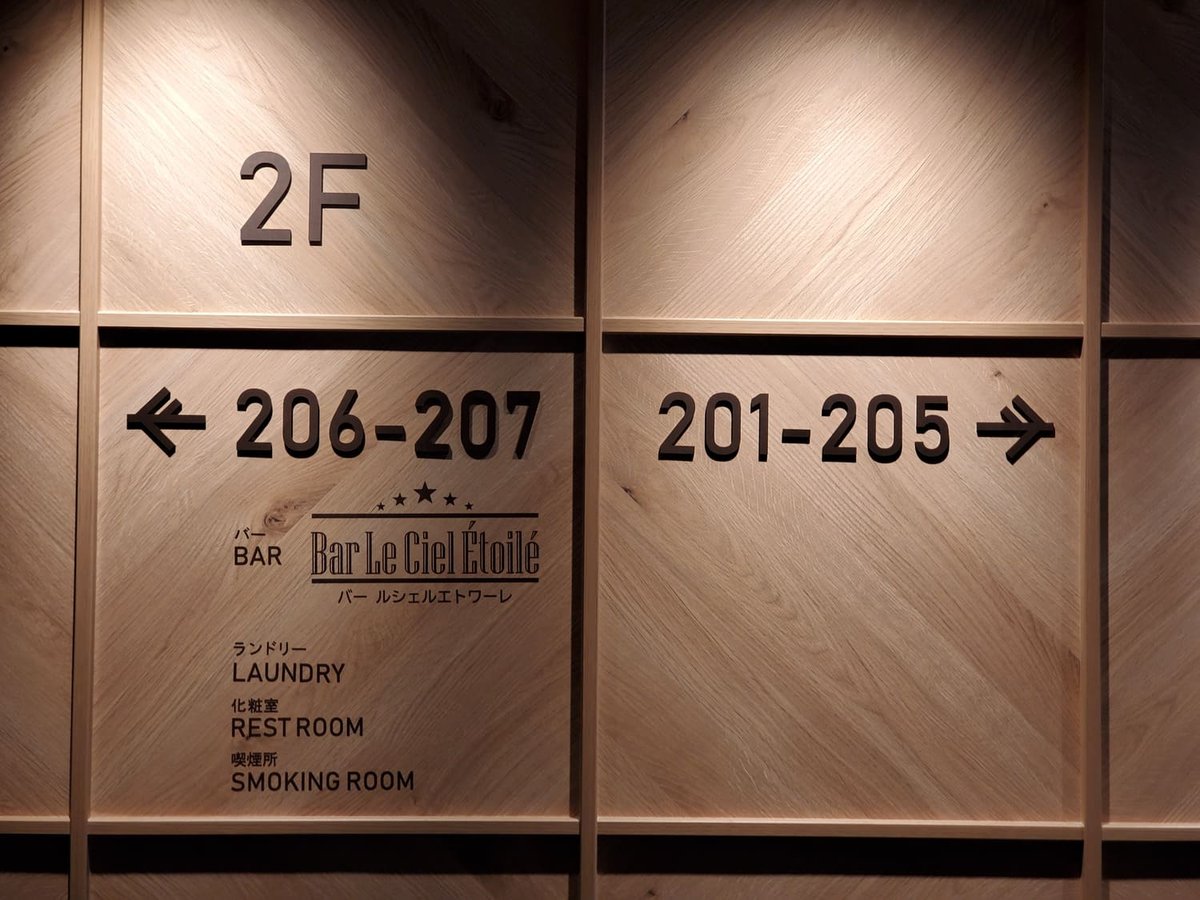 2F
← 206-207
201-205 →
バー
BAR
Bar Le Ciel Étoilé
バー ルシェルエトワーレ
ランドリー
LAUNDRY
化粧室
REST ROOM
喫煙所
SMOKING ROOM